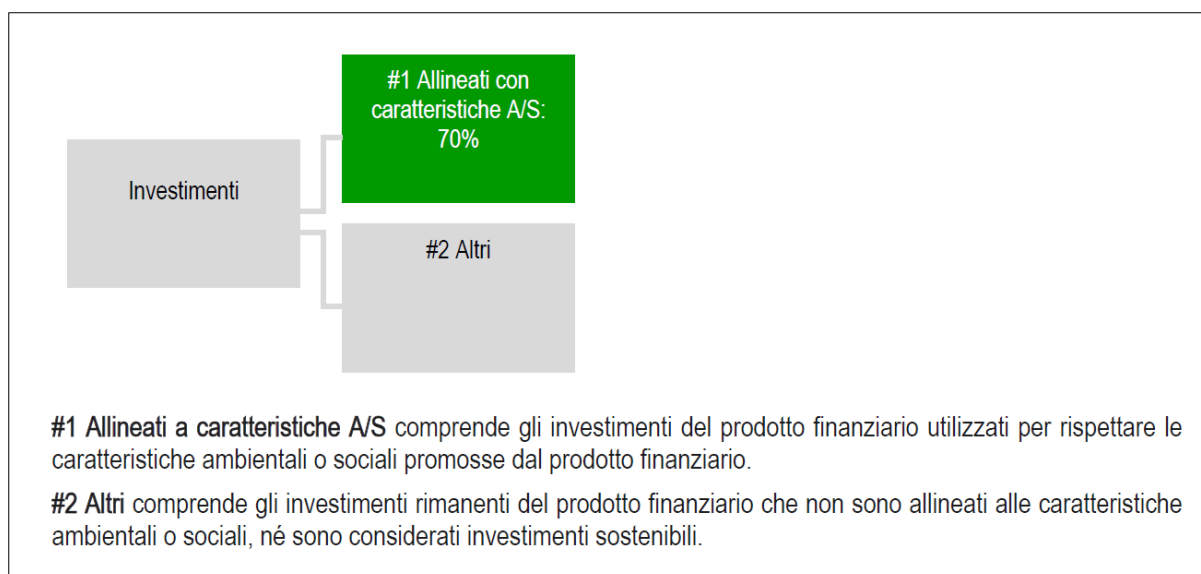 #1 Allineati con
caratteristiche A/S:
70%
Investimenti
#2 Altri
#1 Allineati a caratteristiche A/S comprende gli investimenti del prodotto finanziario utilizzati per rispettare le
caratteristiche ambientali o sociali promosse dal prodotto finanziario.
#2 Altri comprende gli investimenti rimanenti del prodotto finanziario che non sono allineati alle caratteristiche
ambientali o sociali, né sono considerati investimenti sostenibili.